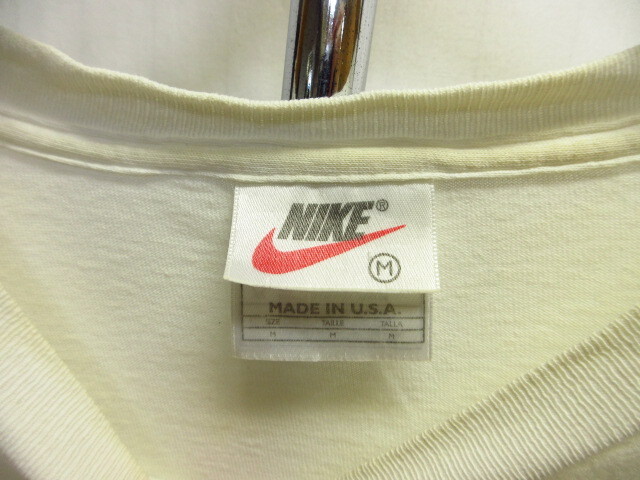 NIKE®
M
MADE IN U.S.A.
SIZE TAILLE TALLA
M M M